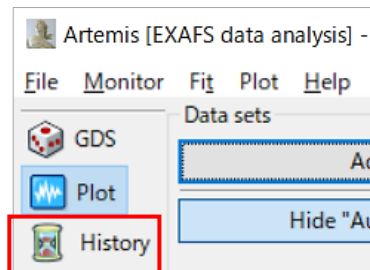 Artemis [EXAFS data analysis] -
File Monitor Fit Plot Help
Data sets
GDS
Plot
Hide "Au
History